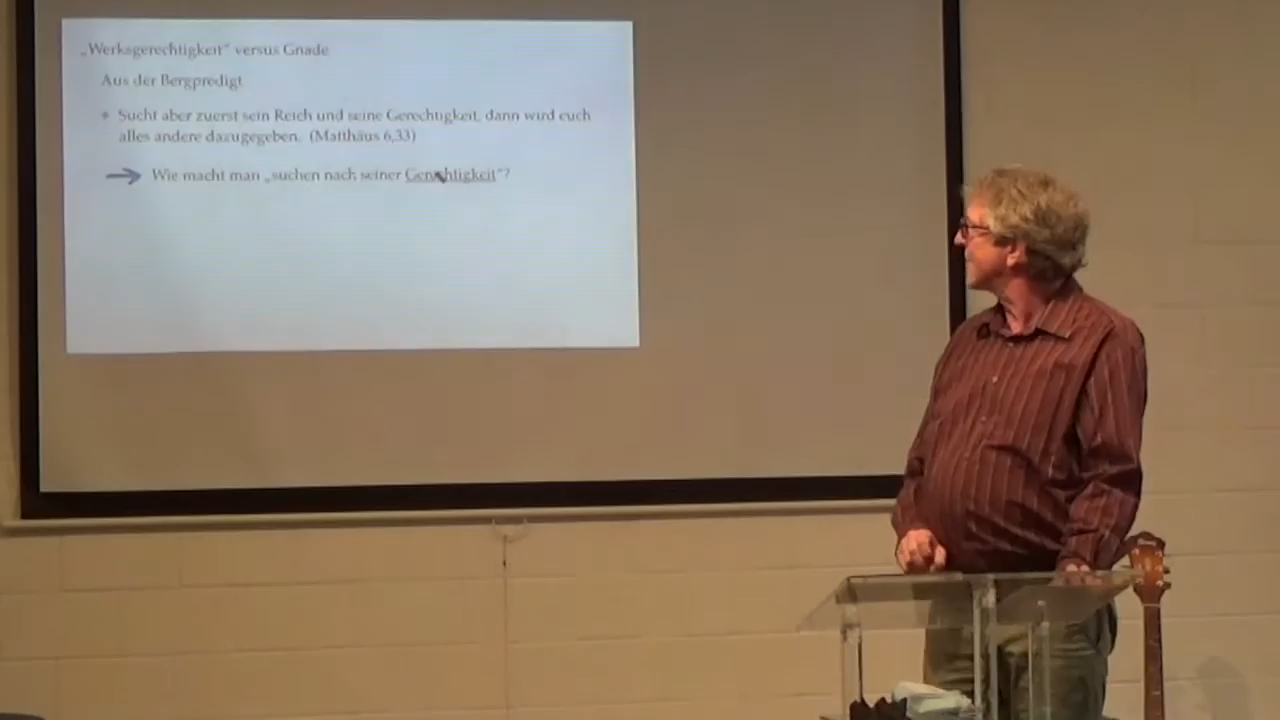 „Werksgerechtigkeit" versus Gnade
Aus der Bergpredigt
Sucht aber zuerst sein Reich und seine Gerechtigkeit, dann wird euch
alles andere dazugegeben. (Matthäus 6,33)
Wie macht man „suchen nach seiner Gerechtigkeit"?